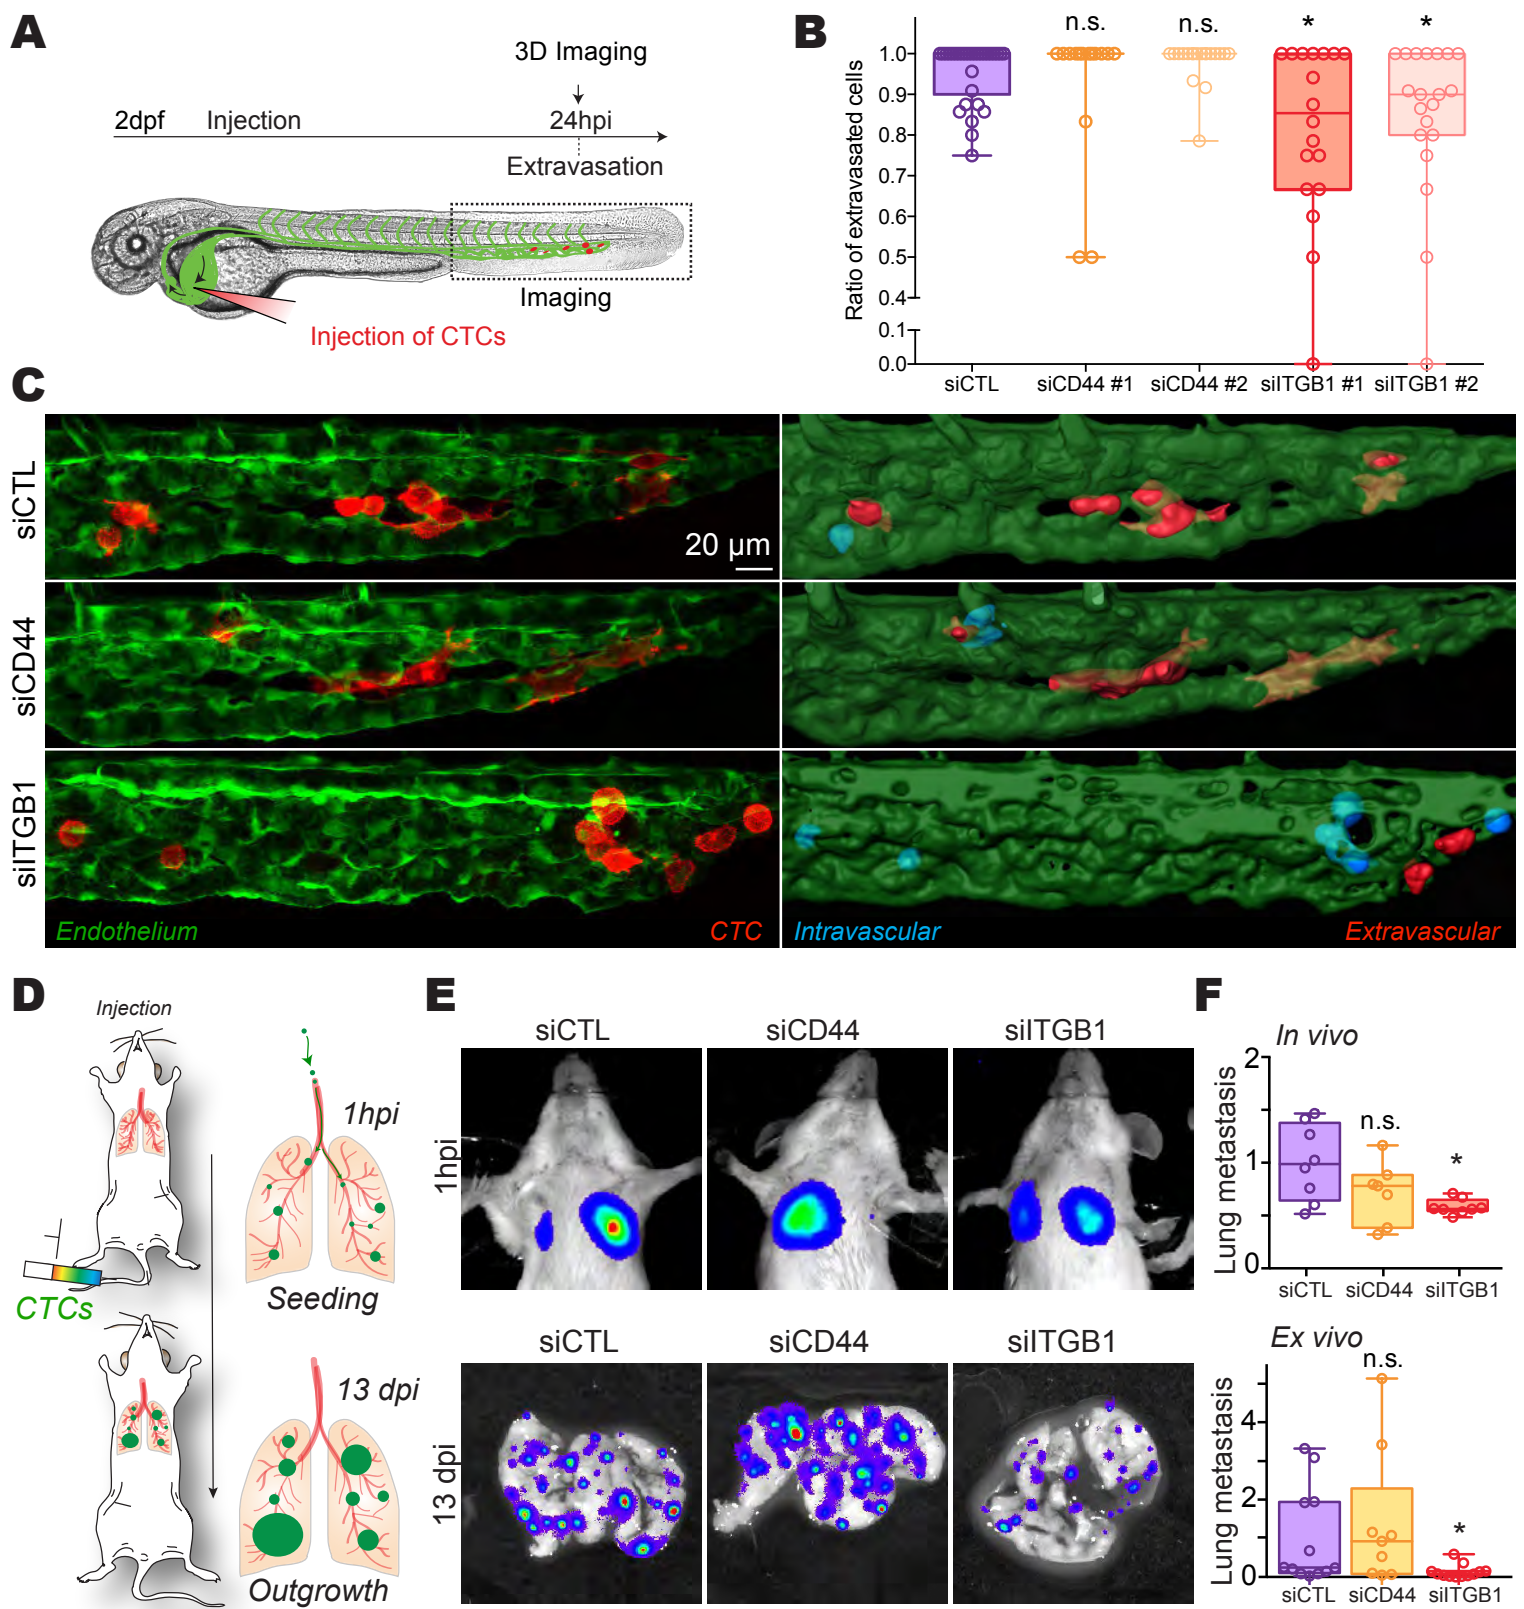 A
3D Imaging
2dpf Injection 24hpi
Extravasation
Imaging
Injection of CTCs
B
n.s. n.s. * *
Ratio of extravasated cells
1.0
0.9
0.8
0.7
0.6
0.5
0.4
0.1
0.0
siCTL siCD44 #1 siCD44 #2 siITGB1 #1 siITGB1 #2
C
siCTL
20 µm
siCD44
siITGB1
Endothelium CTC Intravascular Extravascular
D
Injection
1hpi
Seeding
CTCs
13 dpi
Outgrowth
E
siCTL siCD44 siITGB1
1hpi
siCTL siCD44 siITGB1
13 dpi
F
In vivo
Lung metastasis
2
1
0
n.s.
*
siCTL siCD44 siITGB1
Ex vivo
n.s.
Lung metastasis
4
2
0
*
siCTL siCD44 siITGB1